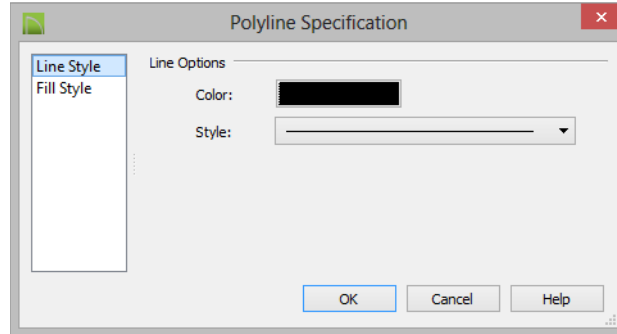 Polyline Specification
Line Style
Fill Style
Line Options
Color:
Style:
OK
Cancel
Help